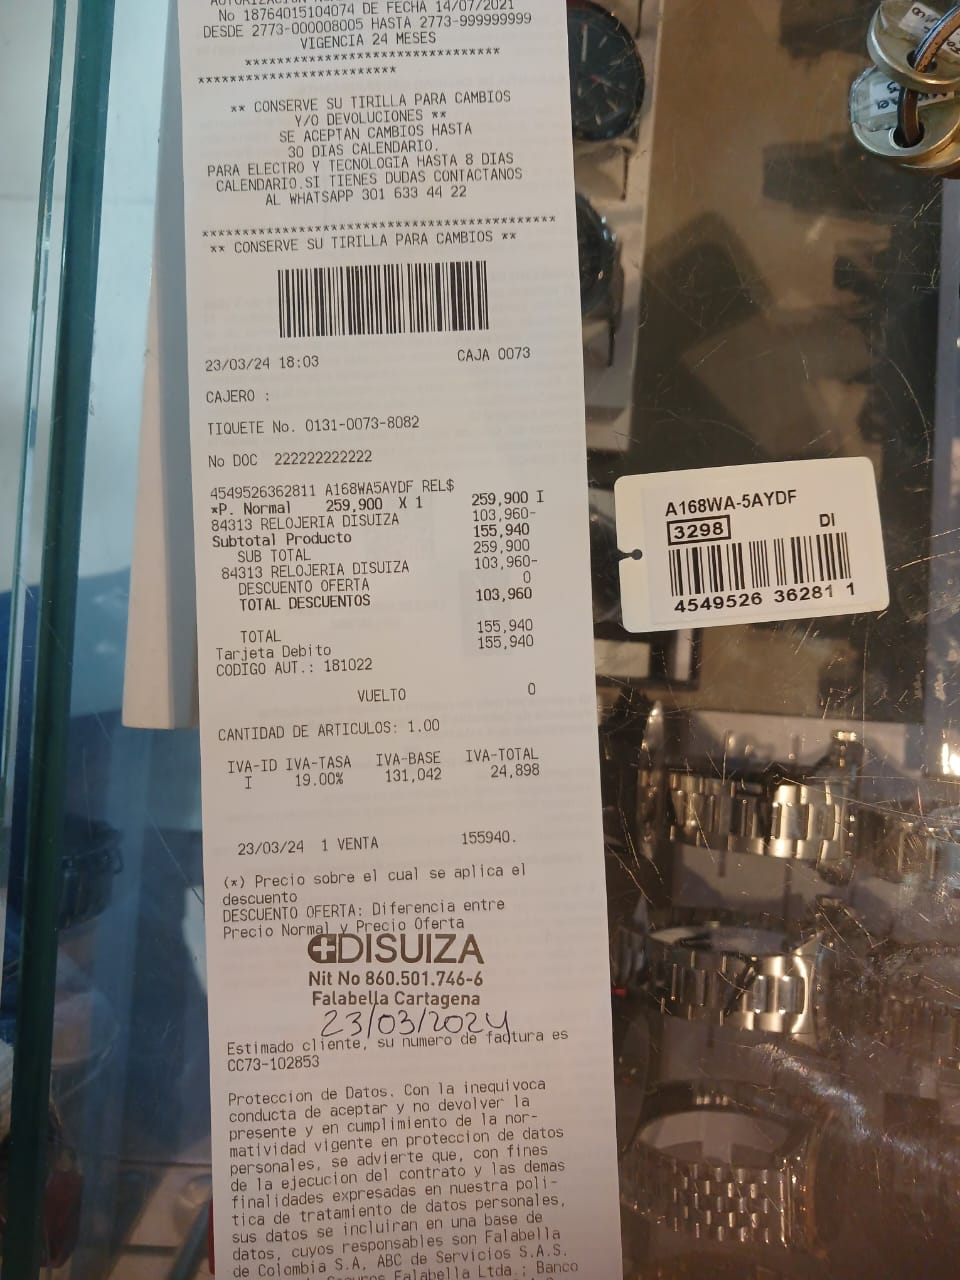 No 18764015104074 DE FECHA 14/07/2021
DESDE 2773-000008005 HASTA 2773-999999999
VIGENCIA 24 MESES
********************************
*************************
** CONSERVE SU TIRILLA PARA CAMBIOS
Y/O DEVOLUCIONES **
SE ACEPTAN CAMBIOS HASTA
30 DIAS CALENDARIO.
PARA ELECTRO Y TECNOLOGIA HASTA 8 DIAS
CALENDARIO.SI TIENES DUDAS CONTACTANOS
AL WHATSAPP 301 633 44 22
********************************************
** CONSERVE SU TIRILLA PARA CAMBIOS **
23/03/24 18:03 CAJA 0073
CAJERO :
TIQUETE No. 0131-0073-8082
No DOC 222222222222
4549526362811 A168WA5AYDF REL$
*P. Normal 259,900 X 1 259,900 I
84313 RELOJERIA DISUIZA 103,960-
Subtotal Producto 155,940
SUB TOTAL 259,900
84313 RELOJERIA DISUIZA 103,960-
DESCUENTO OFERTA 0
TOTAL DESCUENTOS 103,960
TOTAL 155,940
Tarjeta Debito 155,940
CODIGO AUT.: 181022
VUELTO 0
CANTIDAD DE ARTICULOS: 1.00
IVA-ID IVA-TASA IVA-BASE IVA-TOTAL
I 19.00% 131,042 24,898
23/03/24 1 VENTA 155940.
(*) Precio sobre el cual se aplica el
descuento
DESCUENTO OFERTA: Diferencia entre
Precio Normal y Precio Oferta
DISUIZA
Nit No 860.501.746-6
Falabella Cartagena
23/03/2024
Estimado cliente, su numero de factura es
CC73-102853
Proteccion de Datos. Con la inequivoca
conducta de aceptar y no devolver la
presente y en cumplimiento de la nor-
matividad vigente en proteccion de datos
personales, se advierte que, con fines
de la ejecucion del contrato y las demas
finalidades expresadas en nuestra poli-
tica de tratamiento de datos personales,
sus datos se incluiran en una base de
datos, cuyos responsables son Falabella
de Colombia S.A, ABC de Servicios S.A.S.
Seguros Falabella Ltda.; Banco
A168WA-5AYDF
3298 DI
4549526 36281 1